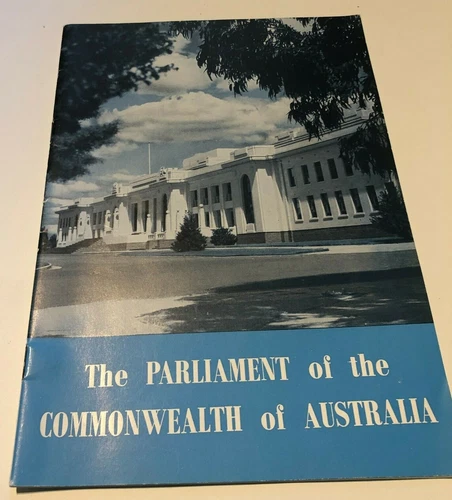 The PARLIAMENT of the
COMMONWEALTH of AUSTRALIA